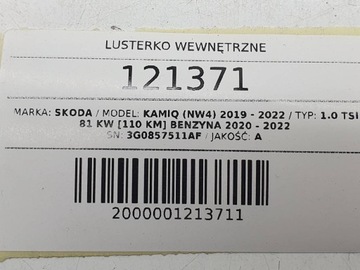 LUSTERKO WEWNĘTRZNE
121371
MARKA: SKODA / MODEL: KAMIQ (NW4) 2019 - 2022 / TYP: 1.0 TSI
81 KW [110 KM] BENZYNA 2020 - 2022
SN: 3G0857511AF / JAKOŚĆ: A
2000001213711